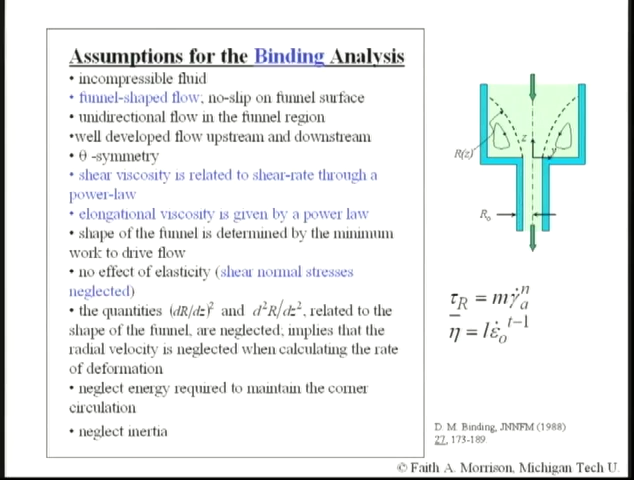 Assumptions for the Binding Analysis
• incompressible fluid
• funnel-shaped flow; no-slip on funnel surface
• unidirectional flow in the funnel region
•well developed flow upstream and downstream
• θ -symmetry
• shear viscosity is related to shear-rate through a
power-law
• elongational viscosity is given by a power law
• shape of the funnel is determined by the minimum
work to drive flow
• no effect of elasticity (shear normal stresses
neglected)
• the quantities (dR/dz)² and d²R/dz², related to the
shape of the funnel, are neglected; implies that the
radial velocity is neglected when calculating the rate
of deformation
• neglect energy required to maintain the corner
circulation
• neglect inertia
z
R(z)
R₀
τ_R = mγ̇_a^n
η̄ = lε̇_o^{t−1}
D. M. Binding, JNNFM (1988)
27, 173-189.
© Faith A. Morrison, Michigan Tech U.